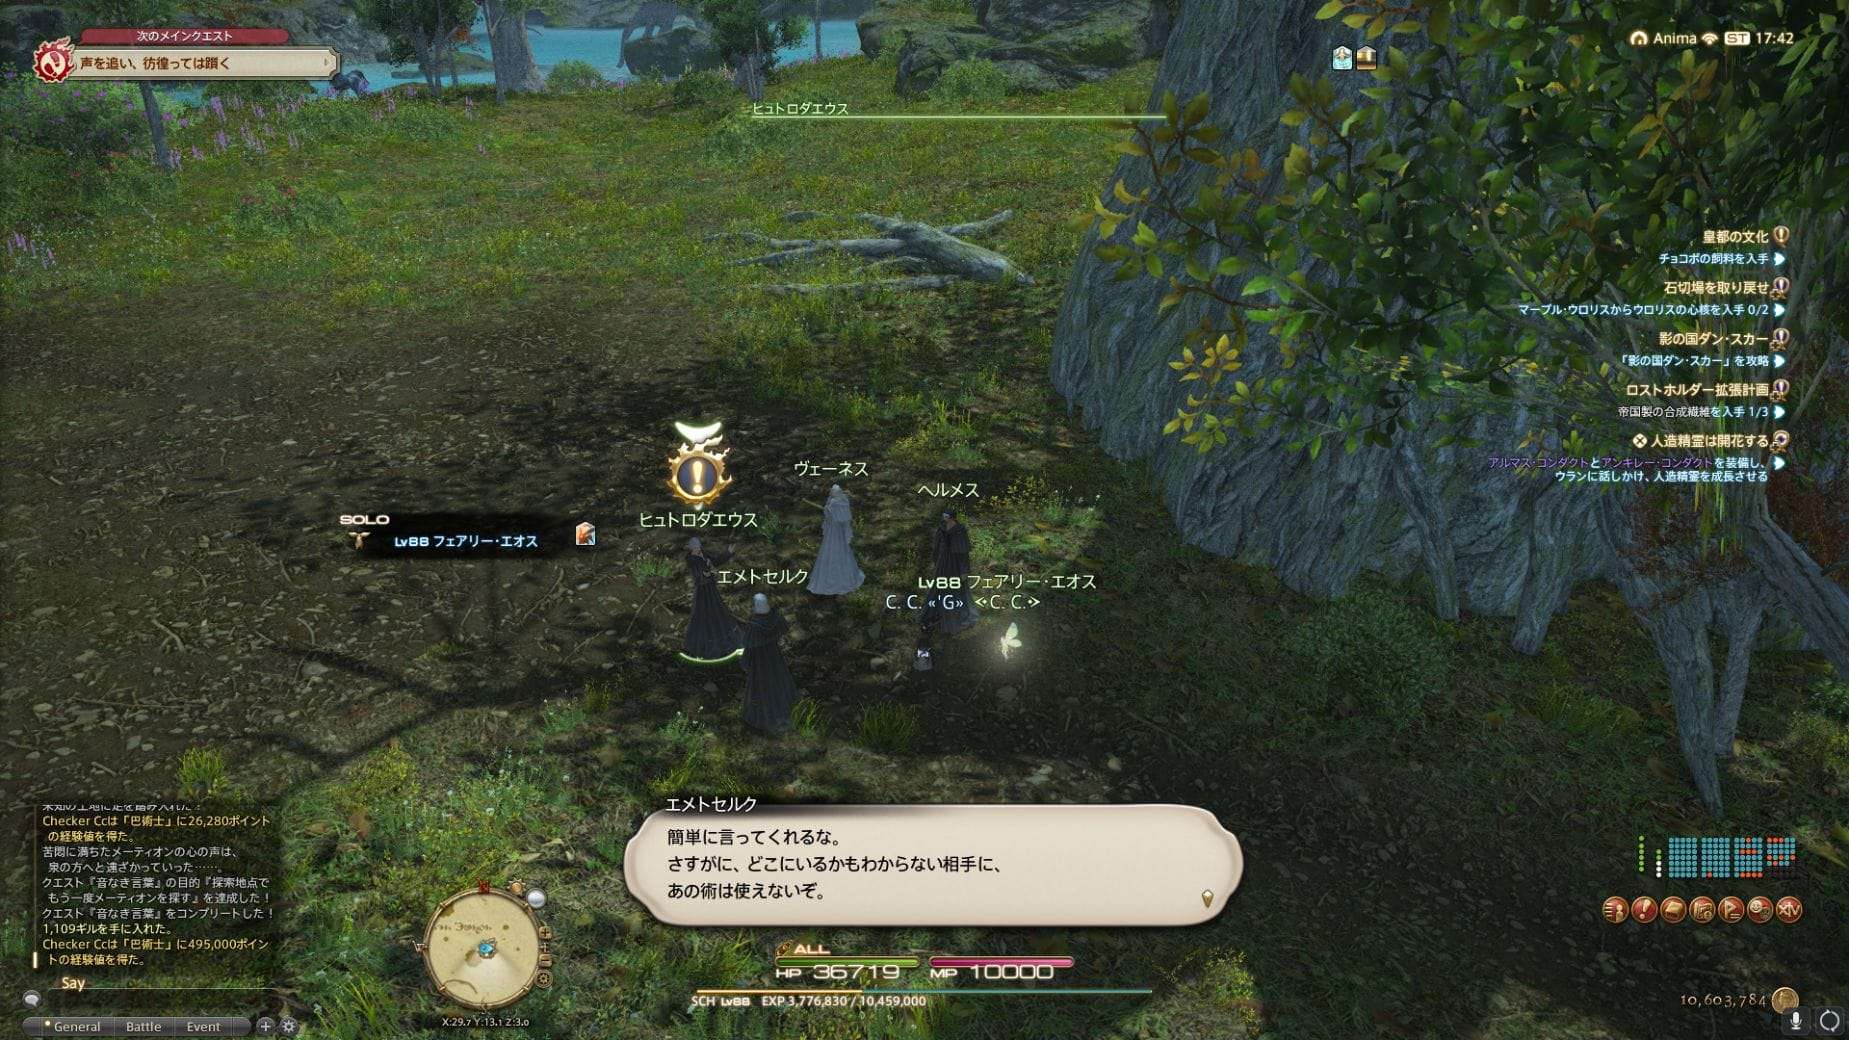 次のメインクエスト
声を追い、彷徨っては躓く
Anima ST 17:42
ヒュトロダエウス
皇都の文化
チョコボの飼料を入手
石切場を取り戻せ
マーブル・ウロリスからウロリスの心核を入手 0/2
影の国ダン・スカー
「影の国ダン・スカー」を攻略
ロストホルダー拡張計画
帝国製の合成繊維を入手 1/3
人造精霊は開花する
アルマス・コンダクトとアンキレー・コンダクトを装備し、
ウランに話しかけ、人造精霊を成長させる
ヴェーネス
ヘルメス
ヒュトロダエウス
SOLO
Lv88 フェアリー・エオス
エメトセルク
Lv88 フェアリー・エオス
C. C. «'G» <C. C.>
エメトセルク
簡単に言ってくれるな。
さすがに、どこにいるかもわからない相手に、
あの術は使えないぞ。
未知の土地に足を踏み入れた！
Checker Ccは「巴術士」に26,280ポイント
の経験値を得た。
苦悶に満ちたメーティオンの心の声は、
泉の方へと遠ざかっていった……。
クエスト『音なき言葉』の目的『探索地点で
もう一度メーティオンを探す』を達成した！
クエスト『音なき言葉』をコンプリートした！
1,109ギルを手に入れた。
Checker Ccは「巴術士」に495,000ポイン
トの経験値を得た。
Say
General Battle Event
X:29.7 Y:13.1 Z:3.0
ALL
HP 36719 MP 10000
SCH Lv88 EXP 3,776,830 / 10,459,000
10,603,784
XIV